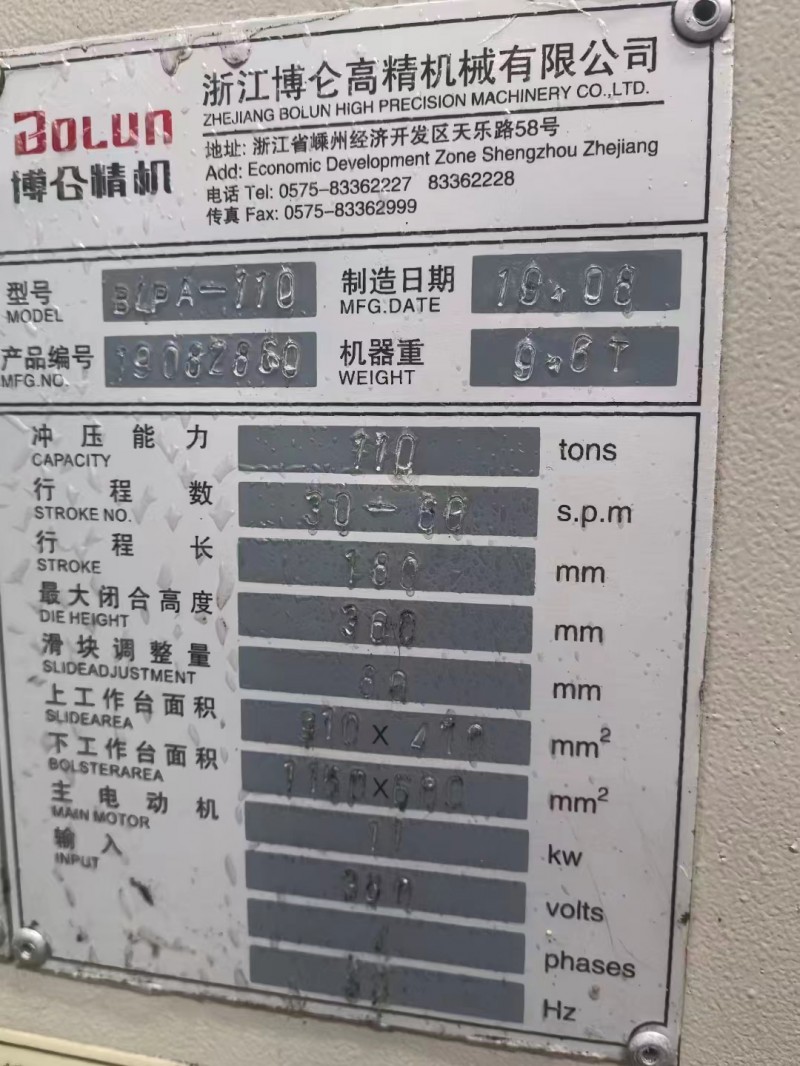 BOLUN
博仑精机
浙江博仑高精机械有限公司
ZHEJIANG BOLUN HIGH PRECISION MACHINERY CO.,LTD.
地址: 浙江省嵊州经济开发区天乐路58号
Add: Economic Development Zone Shengzhou Zhejiang
电话 Tel: 0575-83362227 83362228
传真 Fax: 0575-83362999
型号 BLPA-110 制造日期 19.08
MODEL MFG.DATE
产品编号 19082860 机器重 9.6T
MFG.NO. WEIGHT
冲压能力 110 tons
CAPACITY
行程数 s.p.m
STROKE NO.
行程长 180 mm
STROKE
最大闭合高度 mm
DIE HEIGHT
滑块调整量 80 mm
SLIDEADJUSTMENT
上工作台面积 910 x 470 mm²
SLIDEAREA
下工作台面积 x mm²
BOLSTERAREA
主电动机 11 kw
MAIN MOTOR
输入 380 volts
INPUT
phases
Hz